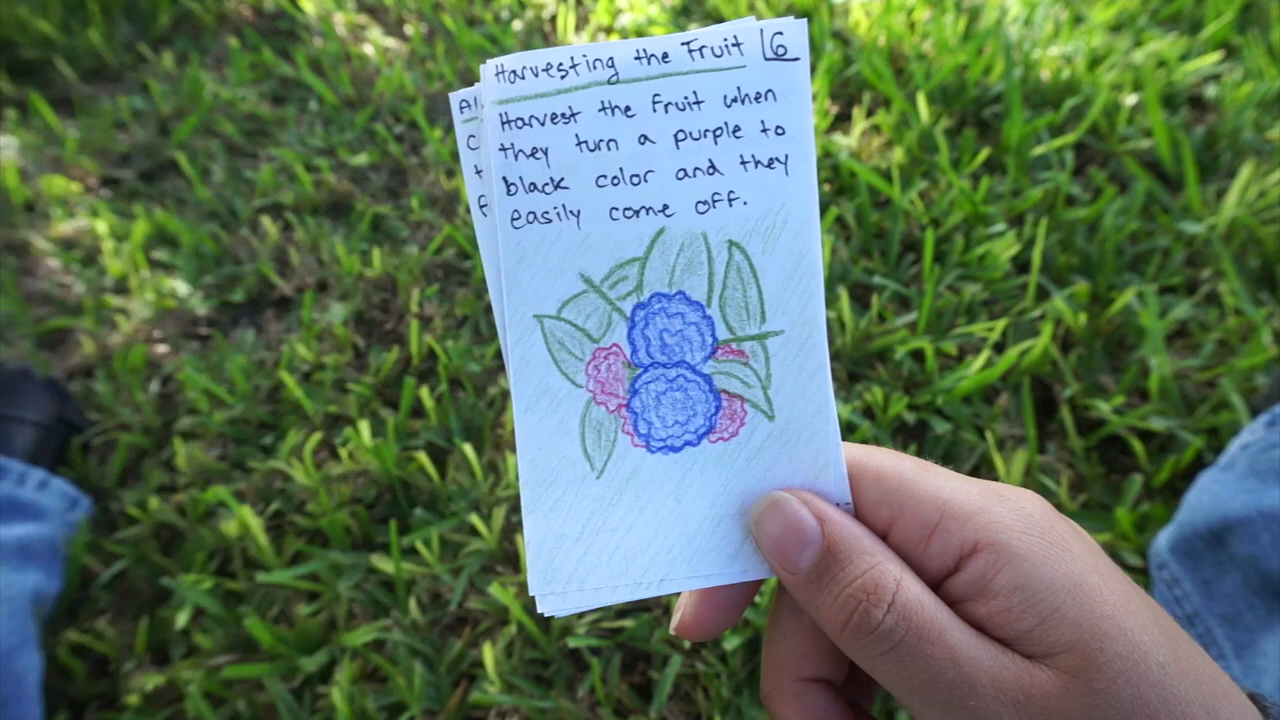 Harvesting the Fruit 6
Harvest the fruit when
they turn a purple to
black color and they
easily come off.